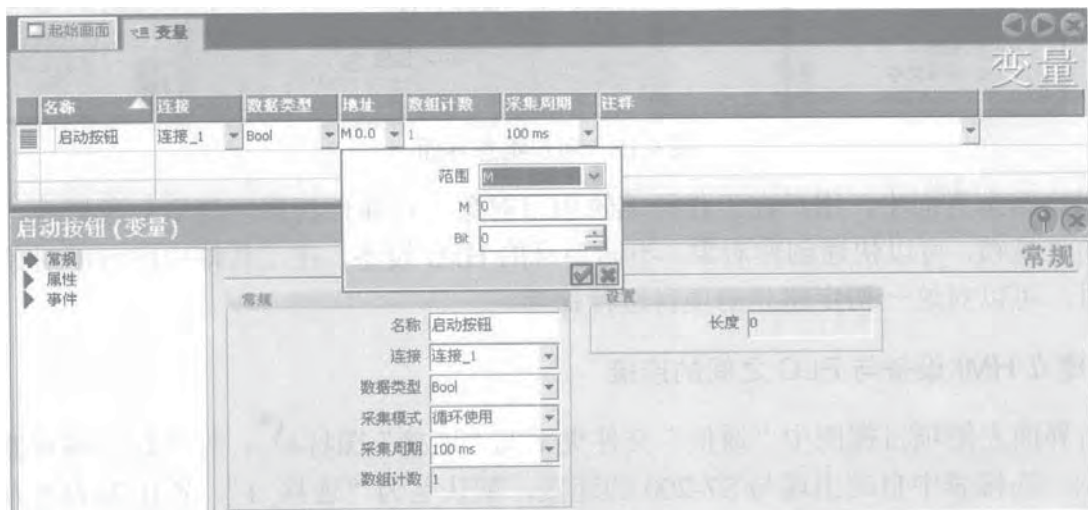 起始画面 变量
变量
名称 连接 数据类型 地址 数组计数 采集周期 注释
启动按钮 连接_1 Bool M 0.0 1 100 ms
范围 M
M 0
Bit 0
启动按钮 (变量)
常规
常规
属性
事件
常规
设置
名称 启动按钮
长度 0
连接 连接_1
数据类型 Bool
采集模式 循环使用
采集周期 100 ms
数组计数 1